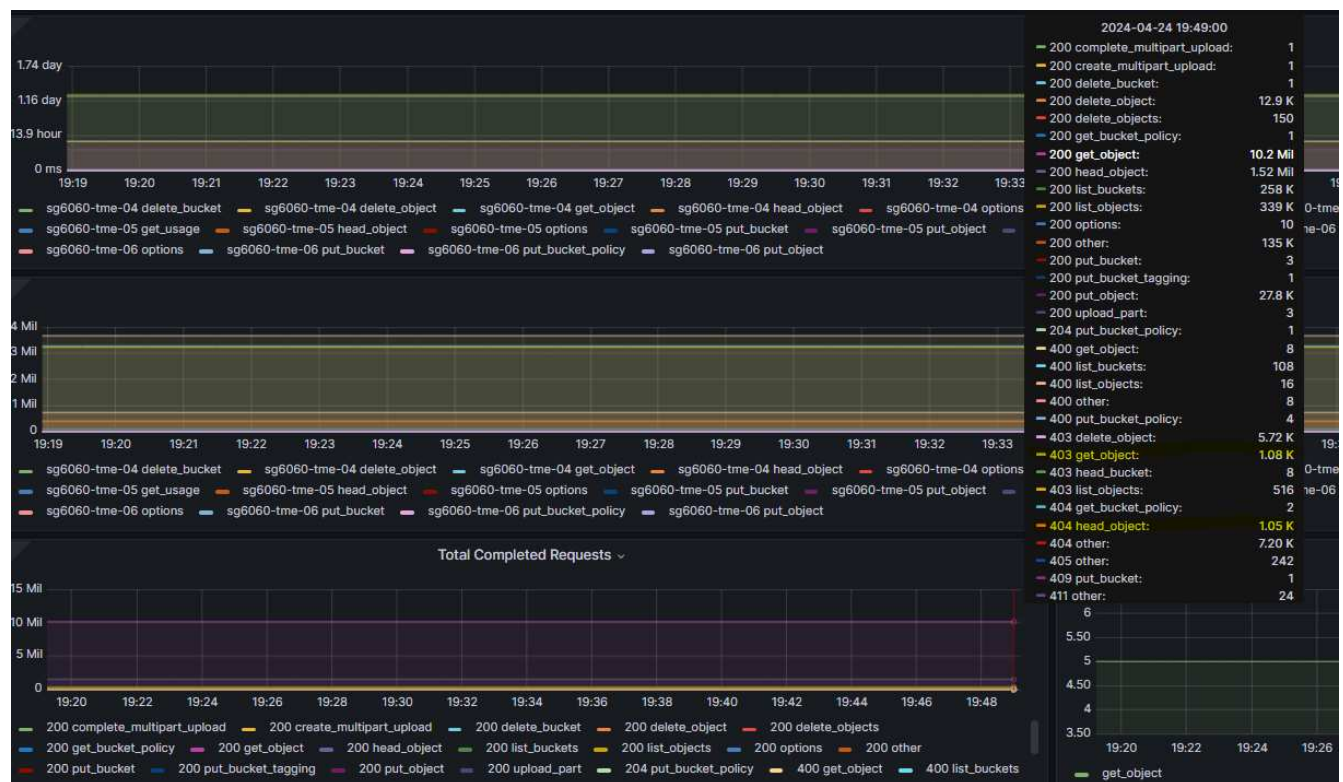 1.74 day
1.16 day
13.9 hour
0 ms
19:19 19:20 19:21 19:22 19:23 19:24 19:25 19:26 19:27 19:28 19:29 19:30 19:31 19:32 19:33
sg6060-tme-04 delete_bucket sg6060-tme-04 delete_object sg6060-tme-04 get_object sg6060-tme-04 head_object sg6060-tme-04 options
sg6060-tme-05 get_usage sg6060-tme-05 head_object sg6060-tme-05 options sg6060-tme-05 put_bucket sg6060-tme-05 put_object
sg6060-tme-06 options sg6060-tme-06 put_bucket sg6060-tme-06 put_bucket_policy sg6060-tme-06 put_object
4 Mil
3 Mil
2 Mil
1 Mil
0
19:19 19:20 19:21 19:22 19:23 19:24 19:25 19:26 19:27 19:28 19:29 19:30 19:31 19:32 19:33
sg6060-tme-04 delete_bucket sg6060-tme-04 delete_object sg6060-tme-04 get_object sg6060-tme-04 head_object sg6060-tme-04 options
sg6060-tme-05 get_usage sg6060-tme-05 head_object sg6060-tme-05 options sg6060-tme-05 put_bucket sg6060-tme-05 put_object
sg6060-tme-06 options sg6060-tme-06 put_bucket sg6060-tme-06 put_bucket_policy sg6060-tme-06 put_object
Total Completed Requests
15 Mil
10 Mil
5 Mil
0
19:20 19:22 19:24 19:26 19:28 19:30 19:32 19:34 19:36 19:38 19:40 19:42 19:44 19:46 19:48
200 complete_multipart_upload 200 create_multipart_upload 200 delete_bucket 200 delete_object 200 delete_objects
200 get_bucket_policy 200 get_object 200 head_object 200 list_buckets 200 list_objects 200 options 200 other
200 put_bucket 200 put_bucket_tagging 200 put_object 200 upload_part 204 put_bucket_policy 400 get_object 400 list_buckets
2024-04-24 19:49:00
200 complete_multipart_upload: 1
200 create_multipart_upload: 1
200 delete_bucket: 1
200 delete_object: 12.9 K
200 delete_objects: 150
200 get_bucket_policy: 1
200 get_object: 10.2 Mil
200 head_object: 1.52 Mil
200 list_buckets: 258 K
200 list_objects: 339 K
200 options: 10
200 other: 135 K
200 put_bucket: 3
200 put_bucket_tagging: 1
200 put_object: 27.8 K
200 upload_part: 3
204 put_bucket_policy: 1
400 get_object: 8
400 list_buckets: 108
400 list_objects: 16
400 other: 8
400 put_bucket_policy: 4
403 delete_object: 5.72 K
403 get_object: 1.08 K
403 head_bucket: 8
403 list_objects: 516
404 get_bucket_policy: 2
404 head_object: 1.05 K
404 other: 7.20 K
405 other: 242
409 put_bucket: 1
411 other: 24
6
5.50
5
4.50
4
3.50
19:20 19:22 19:24 19:26
get_object